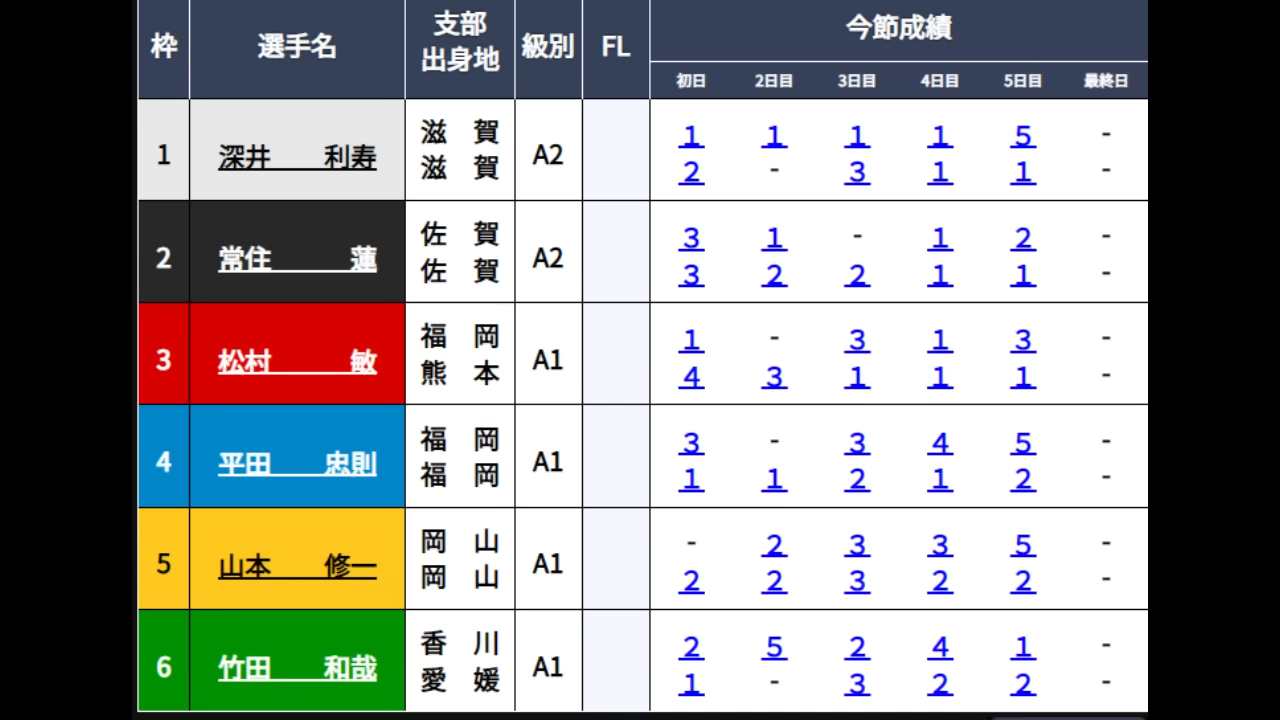 枠 選手名 支部 出身地 級別 FL 今節成績
初日 2日目 3日目 4日目 5日目 最終日
1 深井 利寿 滋 賀 A2 1 1 1 1 5 -
滋 賀 2 - 3 1 1 -
2 常住 蓮 佐 賀 A2 3 1 - 1 2 -
佐 賀 3 2 2 1 1 -
3 松村 敏 福 岡 A1 1 - 3 1 3 -
熊 本 4 3 1 1 1 -
4 平田 忠則 福 岡 A1 3 - 3 4 5 -
福 岡 1 1 2 1 2 -
5 山本 修一 岡 山 A1 - 2 3 3 5 -
岡 山 2 2 3 2 2 -
6 竹田 和哉 香 川 A1 2 5 2 4 1 -
愛 媛 1 - 3 2 2 -